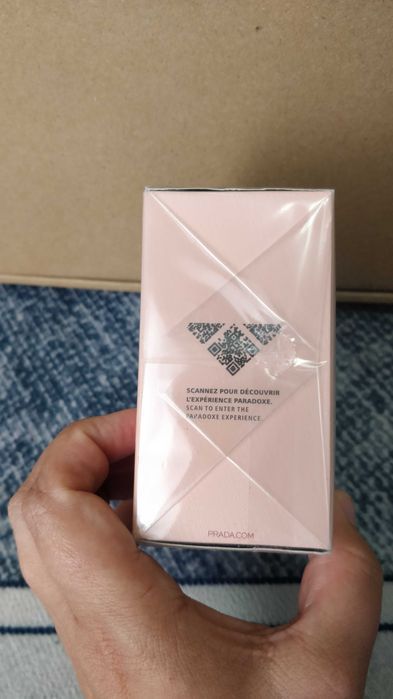 SCANNEZ POUR DÉCOUVRIR
L'EXPÉRIENCE PARADOXE.
SCAN TO ENTER THE
PARADOXE EXPERIENCE.
PRADA.COM